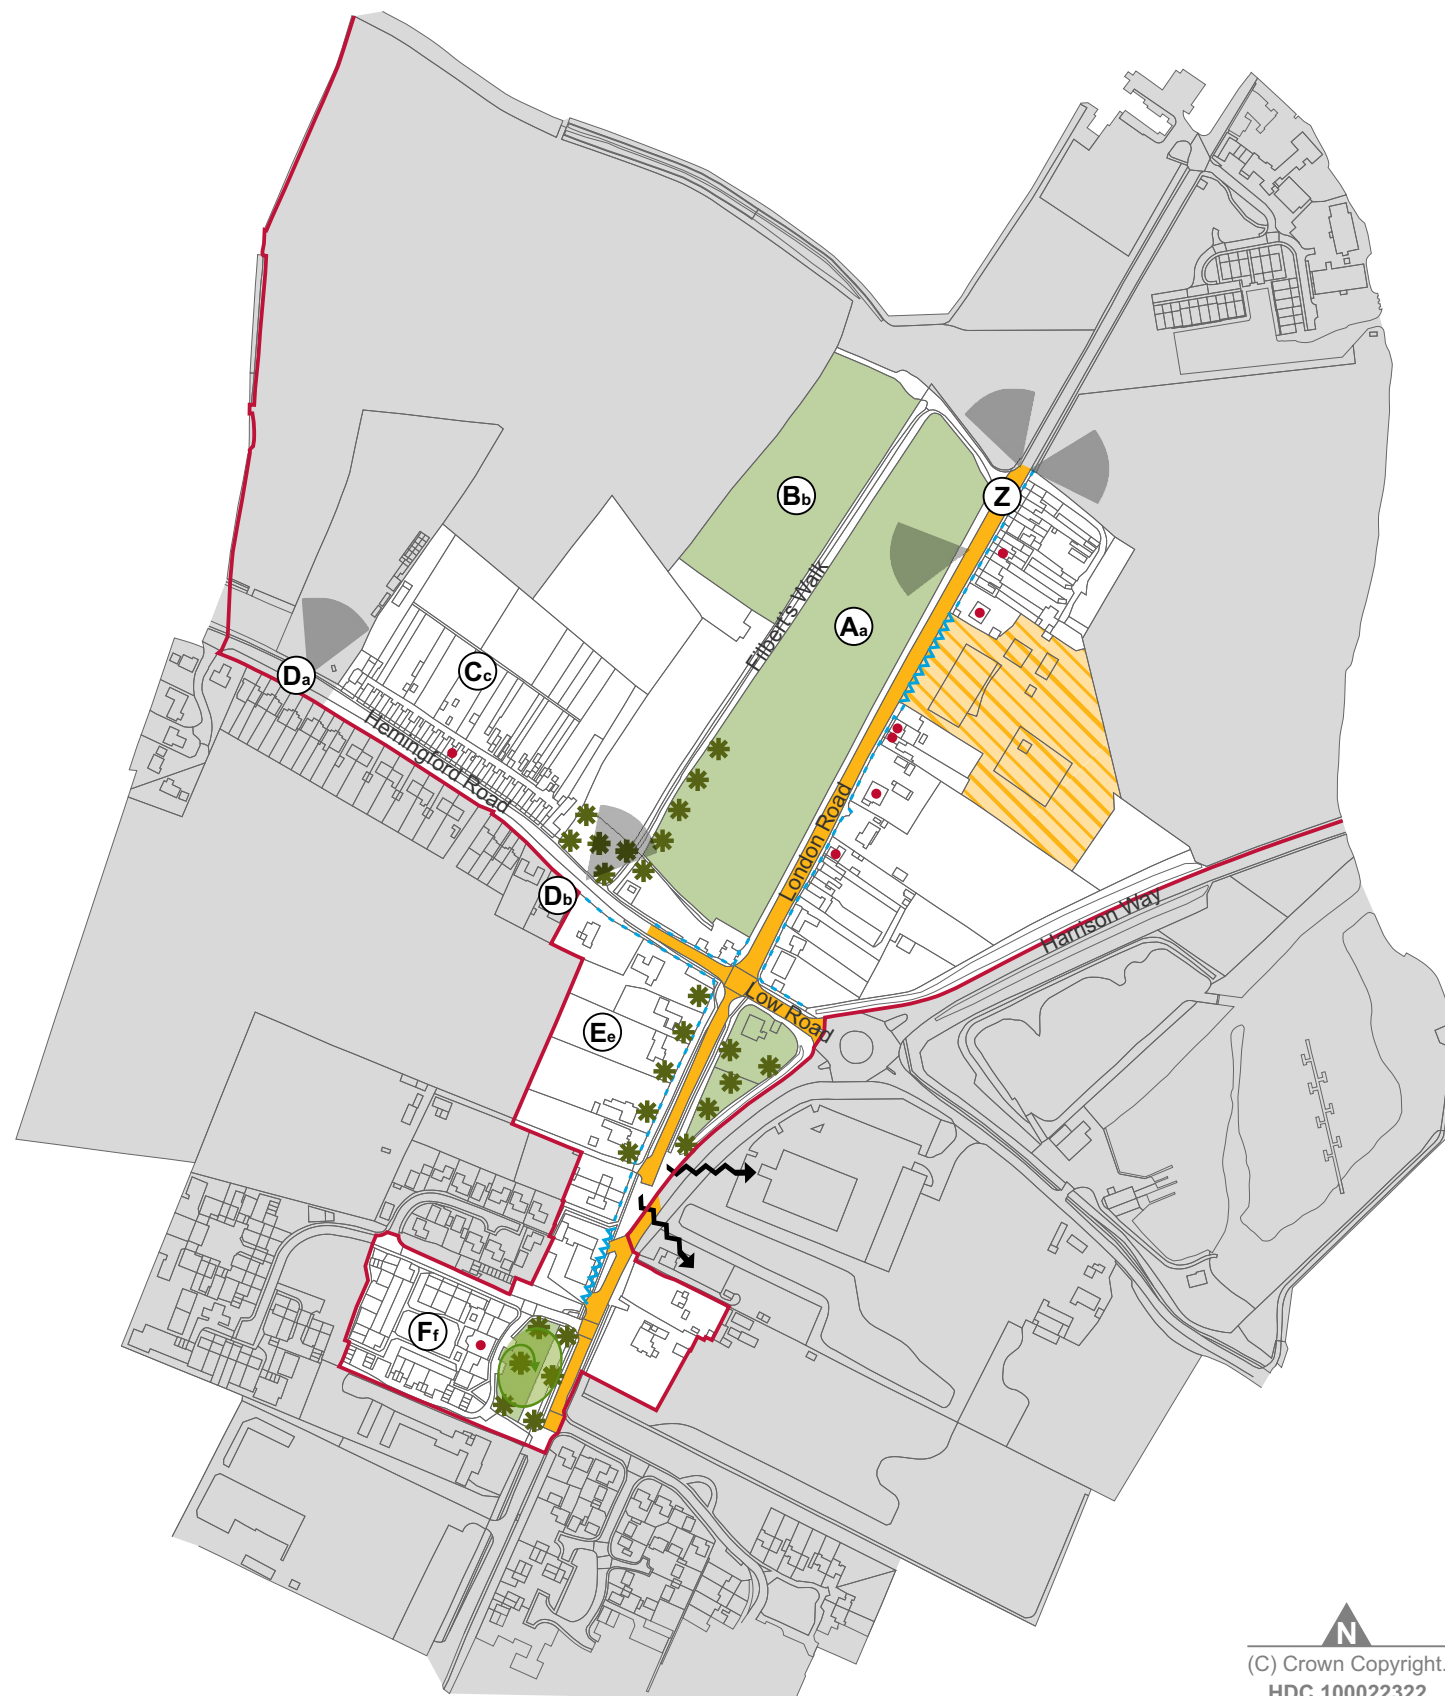 Z
Bb
Aa
Filbert's Walk
Cc
Da
Hemingford Road
London Road
Db
Harrison Way
Low Road
Ee
Ff
N
(C) Crown Copyright.
HDC 100022322